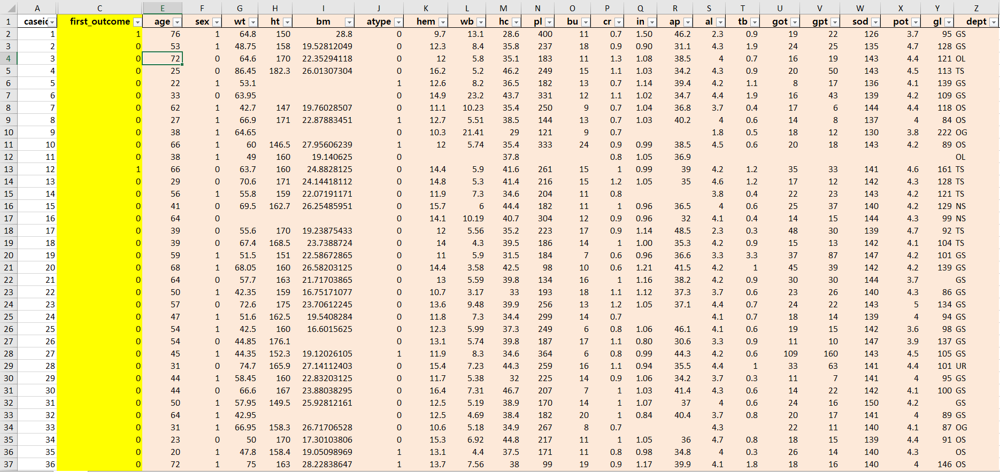 A C E F G H I J K L M N O P Q R S T U V W X Y Z
1 caseid first_outcome age sex wt ht bm atype hem wb hc pl bu cr in ap al tb got gpt sod pot gl dept
2 1 1 76 1 64.8 150 28.8 0 9.7 13.1 28.6 400 11 0.7 1.50 46.2 2.3 0.9 19 22 126 3.7 95 GS
3 2 0 53 1 48.75 158 19.52812049 0 12.3 8.4 35.8 237 18 0.9 0.90 31.1 4.3 1.9 24 25 135 4.7 128 GS
4 3 0 72 0 64.6 170 22.35294118 0 12 5.8 35.1 183 11 1.3 1.08 38.5 4 0.7 16 19 143 4.4 121 OL
5 4 0 25 0 86.45 182.3 26.01307304 0 16.2 5.2 46.2 249 15 1.1 1.03 34.2 4.3 0.9 20 50 143 4.5 113 TS
6 5 0 22 1 53.1 1 12.6 8.2 36.5 182 13 0.7 1.14 39.4 4.2 1.1 8 17 136 4.1 139 GS
7 6 0 33 0 63.95 0 14.9 23.2 43.7 331 12 1.1 1.02 34.7 4.4 1.9 16 43 139 4.2 109 GS
8 7 0 62 1 42.7 147 19.76028507 0 11.1 10.23 35.4 250 9 0.7 1.04 36.8 3.7 0.4 17 6 144 4.4 118 OS
9 8 0 27 1 66.9 171 22.87883451 1 12.7 5.51 38.5 144 13 0.7 1.03 40.2 4 0.6 14 8 137 4 84 OS
10 9 0 38 1 64.65 0 10.3 21.41 29 121 9 0.7 1.8 0.5 18 12 130 3.8 222 OG
11 10 0 66 1 60 146.5 27.95606239 1 12 5.74 35.4 333 24 0.9 0.99 38.5 4.5 0.6 20 18 143 4.2 89 OS
12 11 0 38 1 49 160 19.140625 0 37.8 0.8 1.05 36.9 OL
13 12 1 66 0 63.7 160 24.8828125 0 14.4 5.9 41.6 261 15 1 0.99 39 4.2 1.2 35 33 141 4.6 161 TS
14 13 0 29 0 70.6 171 24.14418112 0 14.8 5.3 41.4 216 15 1.2 1.05 35 4.6 1.2 17 12 142 4.3 128 TS
15 14 0 56 1 55.8 159 22.07191171 0 11.9 7.3 34.6 204 11 0.8 3.8 0.4 22 23 143 4.2 121 TS
16 15 0 41 0 69.5 162.7 26.25485951 0 15.7 6 44.4 182 11 1 0.96 36.5 4 0.6 25 37 140 4.2 129 NS
17 16 0 64 0 0 14.1 10.19 40.7 304 12 0.9 0.96 32 4.1 0.4 14 15 144 4.3 99 NS
18 17 0 39 0 55.6 170 19.23875433 0 12 5.56 35.2 223 17 0.9 1.14 48.5 2.3 0.3 48 30 139 4.7 92 TS
19 18 0 39 0 67.4 168.5 23.7388724 0 14 4.3 39.5 186 14 1 1.00 35.3 4.2 0.9 15 13 142 4.1 104 TS
20 19 0 59 1 51.5 151 22.58672865 0 11 5.9 31.5 184 7 0.6 0.96 36.6 3.3 3.3 37 87 147 4.2 101 GS
21 20 0 68 1 68.05 160 26.58203125 0 14.4 3.58 42.5 98 10 0.6 1.21 41.5 4.2 1 45 39 142 4.2 139 GS
22 21 0 64 0 57.7 163 21.71703865 0 13 5.59 39.8 134 16 1 1.16 38.2 4.2 0.9 30 30 144 3.7 GS
23 22 0 50 1 42.35 159 16.75171077 0 10.7 3.17 33 193 18 1.1 1.12 37.3 3.7 0.6 23 26 140 4.3 86 GS
24 23 0 57 0 72.6 175 23.70612245 0 13.6 9.48 39.9 256 13 1.2 1.05 37.1 4.4 0.7 24 22 143 5 134 GS
25 24 0 47 1 51.6 162.5 19.5408284 0 11.8 7.3 34.4 299 14 0.7 4.1 0.7 18 14 139 4 94 GS
26 25 0 54 1 42.5 160 16.6015625 0 12.3 5.99 37.3 249 6 0.8 1.06 46.1 4.1 0.6 19 15 142 3.6 98 GS
27 26 0 54 0 44.85 176.1 0 13.1 5.74 39.8 187 17 1.1 0.80 30.6 3.3 0.9 11 10 147 3.9 137 GS
28 27 0 45 1 44.35 152.3 19.12026105 1 11.9 8.3 34.6 364 6 0.8 0.99 44.3 4.2 0.6 109 160 143 4.5 105 GS
29 28 0 31 0 74.7 165.9 27.14112403 0 15.4 7.23 44.3 259 16 1.1 0.94 35.5 4.4 1 33 63 141 4.4 101 UR
30 29 0 44 1 58.45 160 22.83203125 0 11.7 5.38 32 225 14 0.9 1.06 34.2 3.7 0.3 11 7 141 4 95 GS
31 30 0 44 0 66.6 167 23.88038295 0 16.4 7.31 46.7 207 7 1 1.03 41.4 4.3 0.6 14 22 142 4.1 100 GS
32 31 0 50 1 57.95 149.5 25.92812161 0 12.5 5.19 38.9 170 14 1 1.07 37 4 0.6 24 16 150 4.2 GS
33 32 0 64 1 42.95 0 12.5 4.69 38.4 182 20 1 0.84 40.4 3.7 0.8 20 17 141 4 89 GS
34 33 0 31 1 66.95 158.3 26.71706528 0 10.6 5.18 34.9 267 8 0.7 4.3 22 11 140 4.1 87 OG
35 34 0 23 0 50 170 17.30103806 0 15.3 6.92 44.8 217 11 1 1.05 36 4.7 0.8 18 15 139 4.4 91 OS
36 35 0 20 1 47.8 158.4 19.05098969 1 13.1 4.4 37.5 171 11 0.8 0.98 34.8 4 0.3 26 14 140 4.3 OS
37 36 0 72 1 75 163 28.22838647 1 13.7 7.56 38 99 19 0.9 1.17 39.9 4.1 1.8 18 16 140 4 146 OS